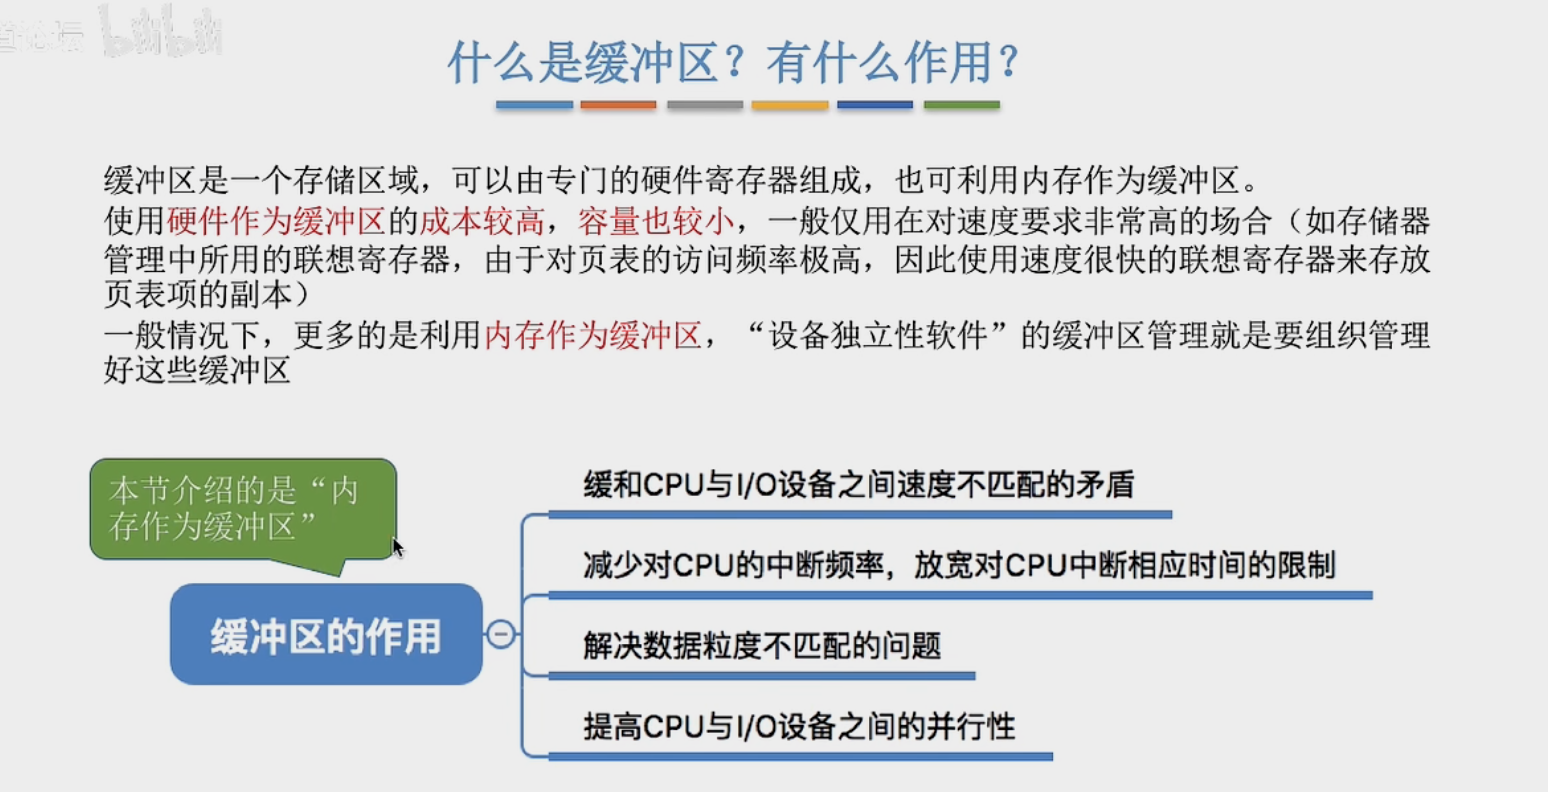 道论坛 bilibili
什么是缓冲区？有什么作用？
缓冲区是一个存储区域，可以由专门的硬件寄存器组成，也可利用内存作为缓冲区。
使用硬件作为缓冲区的成本较高，容量也较小，一般仅用在对速度要求非常高的场合（如存储器
管理中所用的联想寄存器，由于对页表的访问频率极高，因此使用速度很快的联想寄存器来存放
页表项的副本）
一般情况下，更多的是利用内存作为缓冲区，“设备独立性软件”的缓冲区管理就是要组织管理
好这些缓冲区
本节介绍的是“内
存作为缓冲区”
缓冲区的作用
缓和CPU与I/O设备之间速度不匹配的矛盾
减少对CPU的中断频率，放宽对CPU中断相应时间的限制
解决数据粒度不匹配的问题
提高CPU与I/O设备之间的并行性